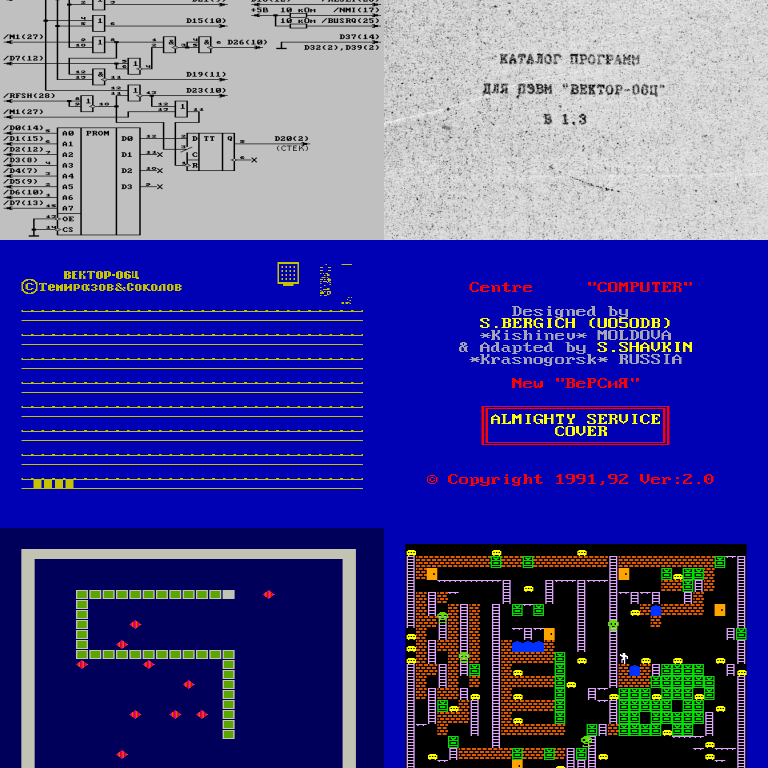 D15(10)
+5В 10 кОм /NMI(17)
10 кОм /BUSRQ(25)
/M1(27)
D26(10)
D37(14)
D32(2),D39(2)
/D7(12)
D19(11)
D23(10)
/RFSH(28)
/M1(27)
/D0(14)
/D1(15)
/D2(12)
/D3(8)
/D4(7)
/D5(9)
/D6(10)
/D7(13)
A0 PROM D0
A1
A2 D1
A3
A4 D2
A5
A6 D3
A7
OE
CS
D TT Q
C
R
D20(2)
(СТЕК)
КАТАЛОГ ПРОГРАММ
ДЛЯ ПЭВМ "ВЕКТОР-06Ц"
В 1.3
ВЕКТОР-06Ц
©Темиразов&Соколов
Centre "COMPUTER"
Designed by
S.BERGICH (UO5ODB)
*Kishinev* MOLDOVA
& Adapted by S.SHAVKIN
*Krasnogorsk* RUSSIA
New "ВеРСиЯ"
ALMIGHTY SERVICE
COVER
© Copyright 1991,92 Ver:2.0